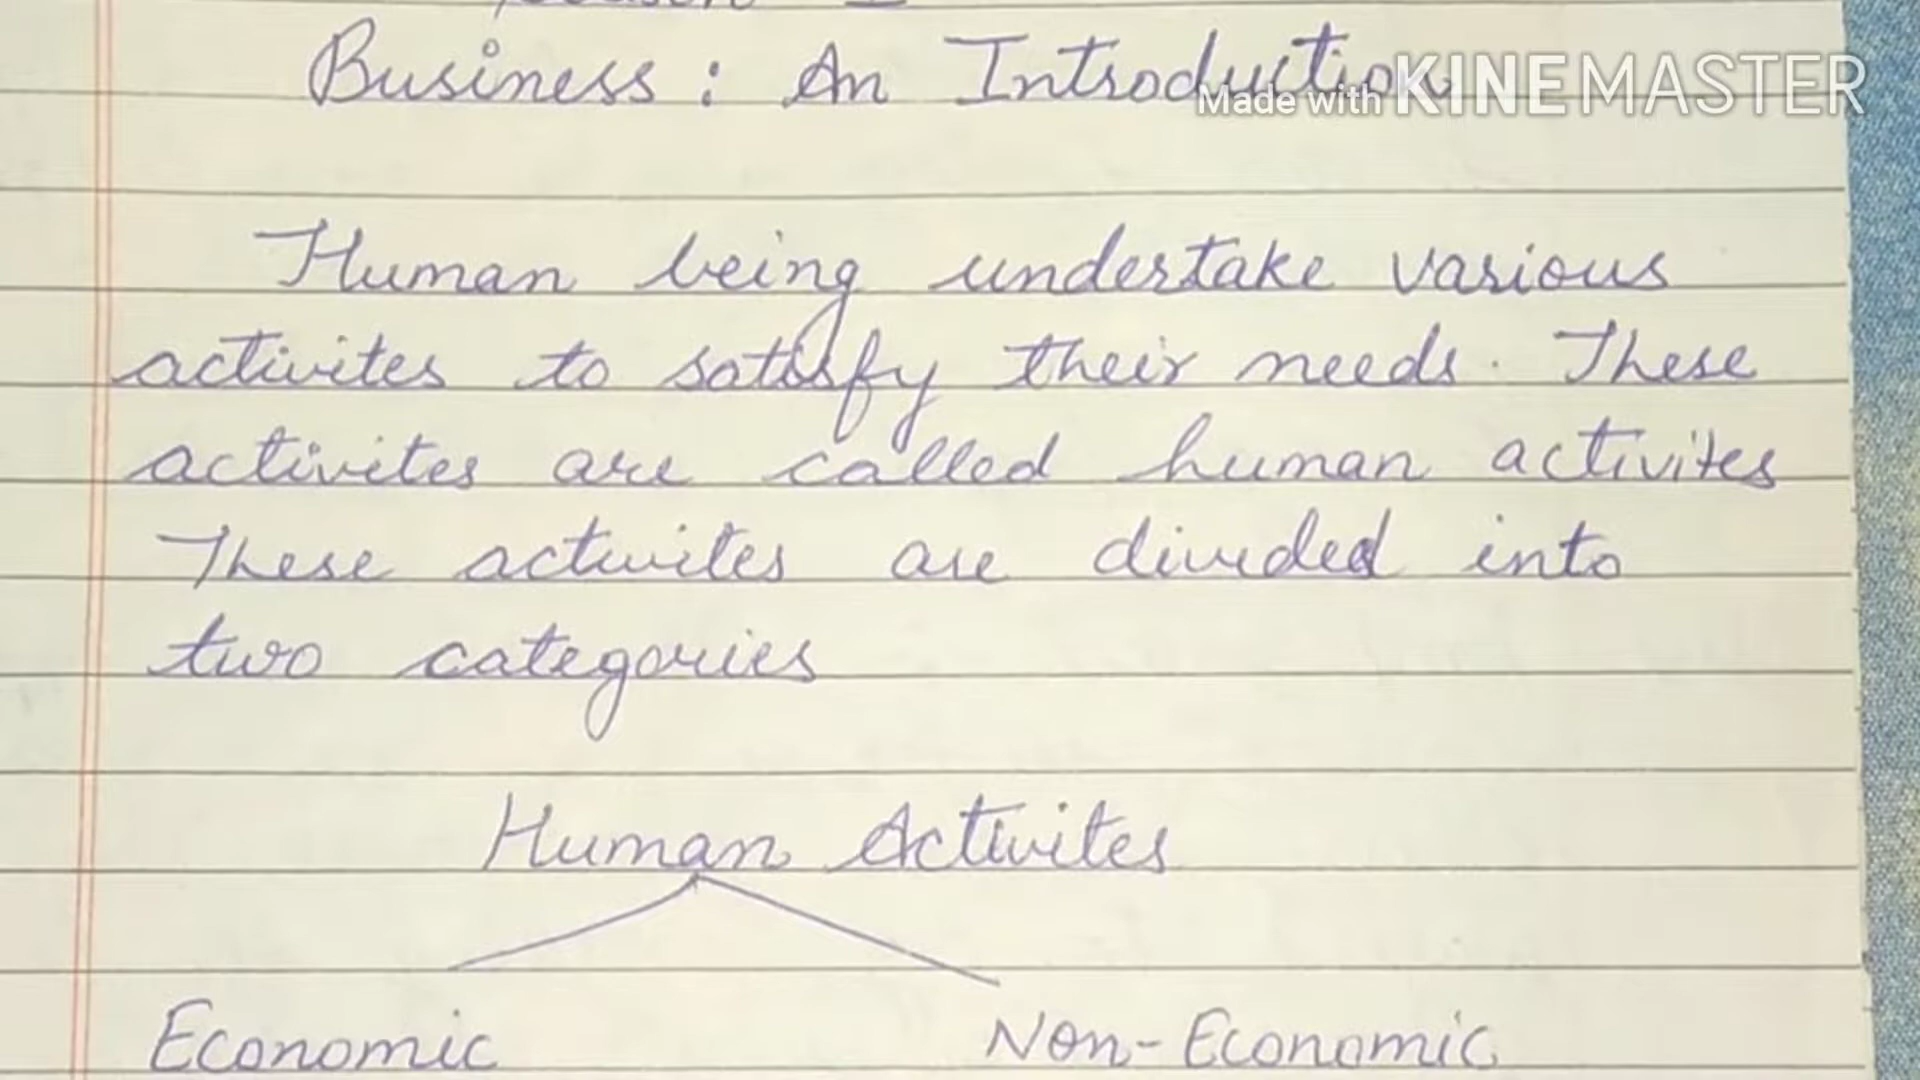 Business : An Introduction
Made with KINEMASTER
Human being undertake various
activites to satisfy their needs. These
activites are called human activites
These activites are divided into
two categories
Human Activites
Economic
Non-Economic